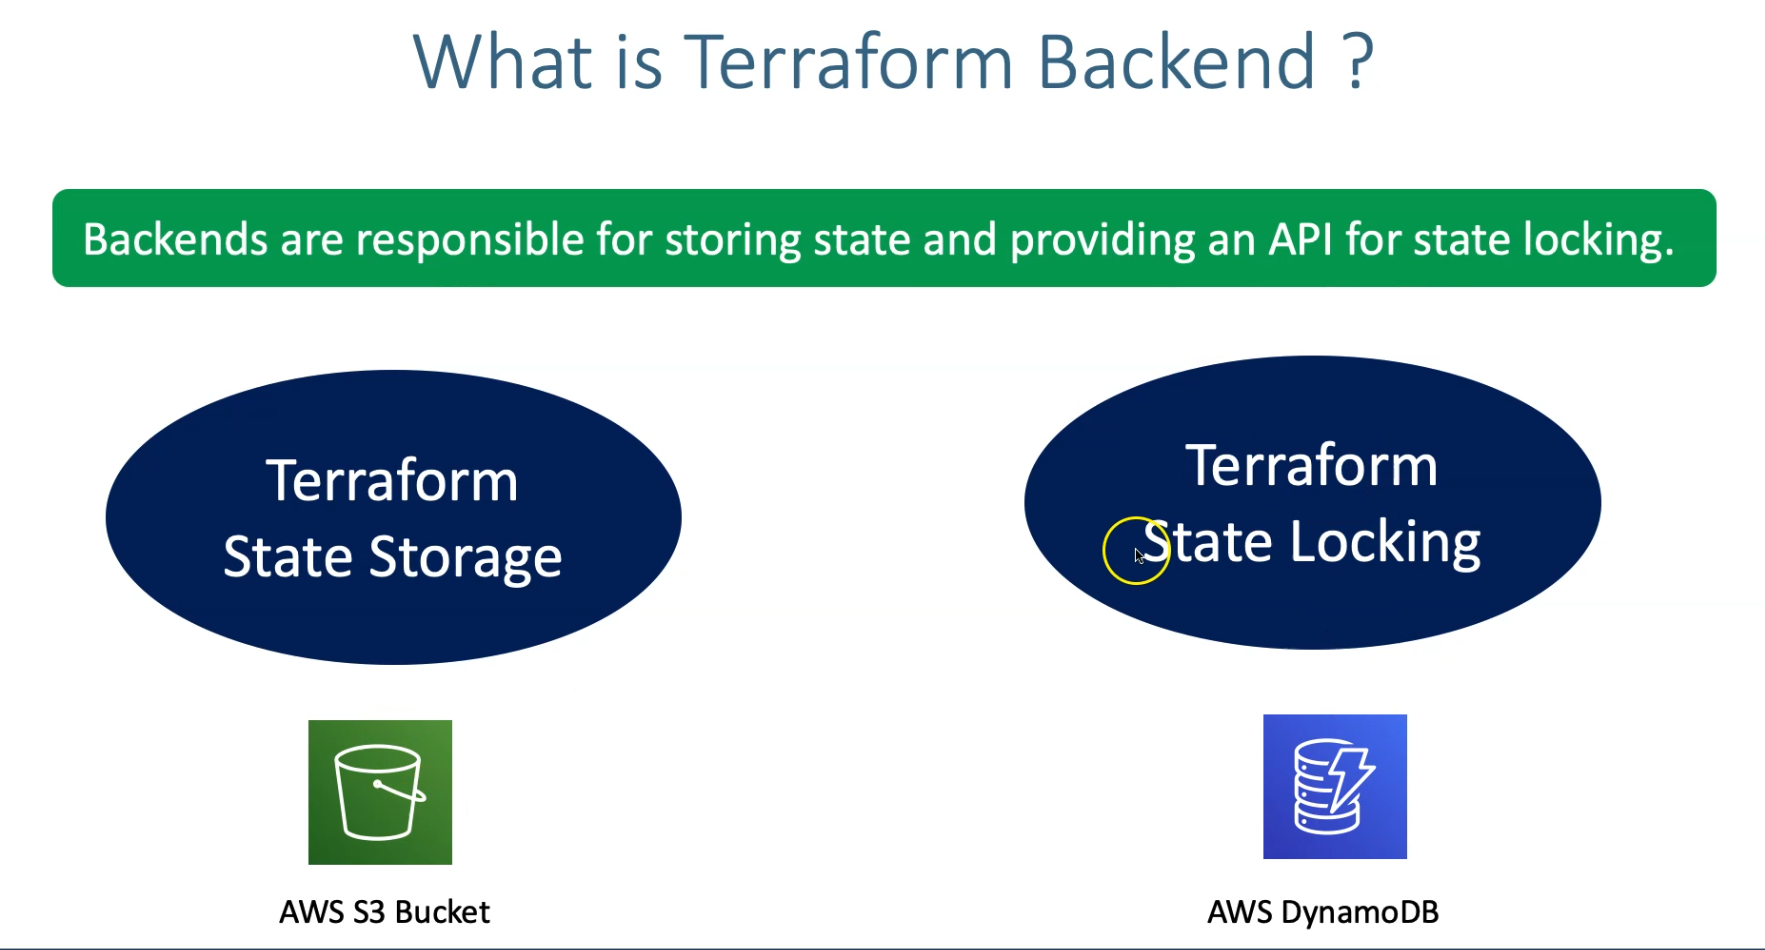 What is Terraform Backend ?
Backends are responsible for storing state and providing an API for state locking.
Terraform
State Storage
Terraform
State Locking
AWS S3 Bucket
AWS DynamoDB